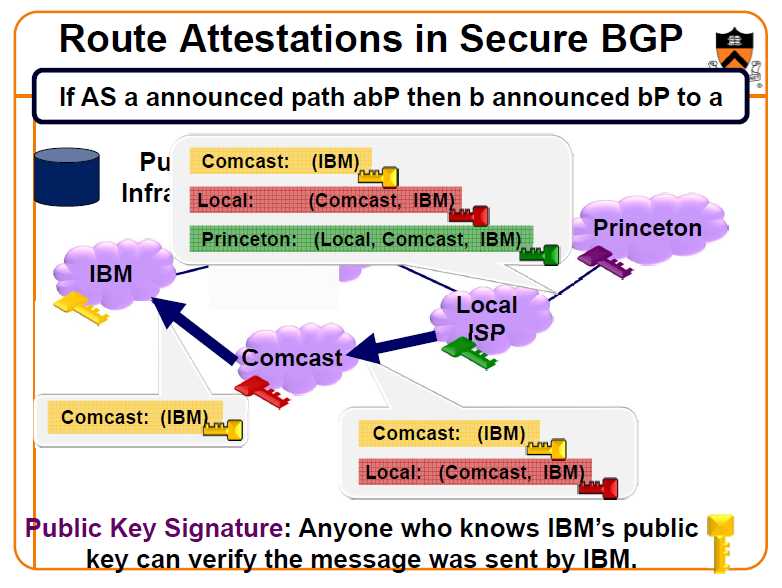 Route Attestations in Secure BGP
If AS a announced path abP then b announced bP to a
Comcast: (IBM)
Local: (Comcast, IBM)
Princeton: (Local, Comcast, IBM)
Princeton
IBM
Local
ISP
Comcast
Comcast: (IBM)
Comcast: (IBM)
Local: (Comcast, IBM)
Public Key Signature: Anyone who knows IBM’s public
key can verify the message was sent by IBM.